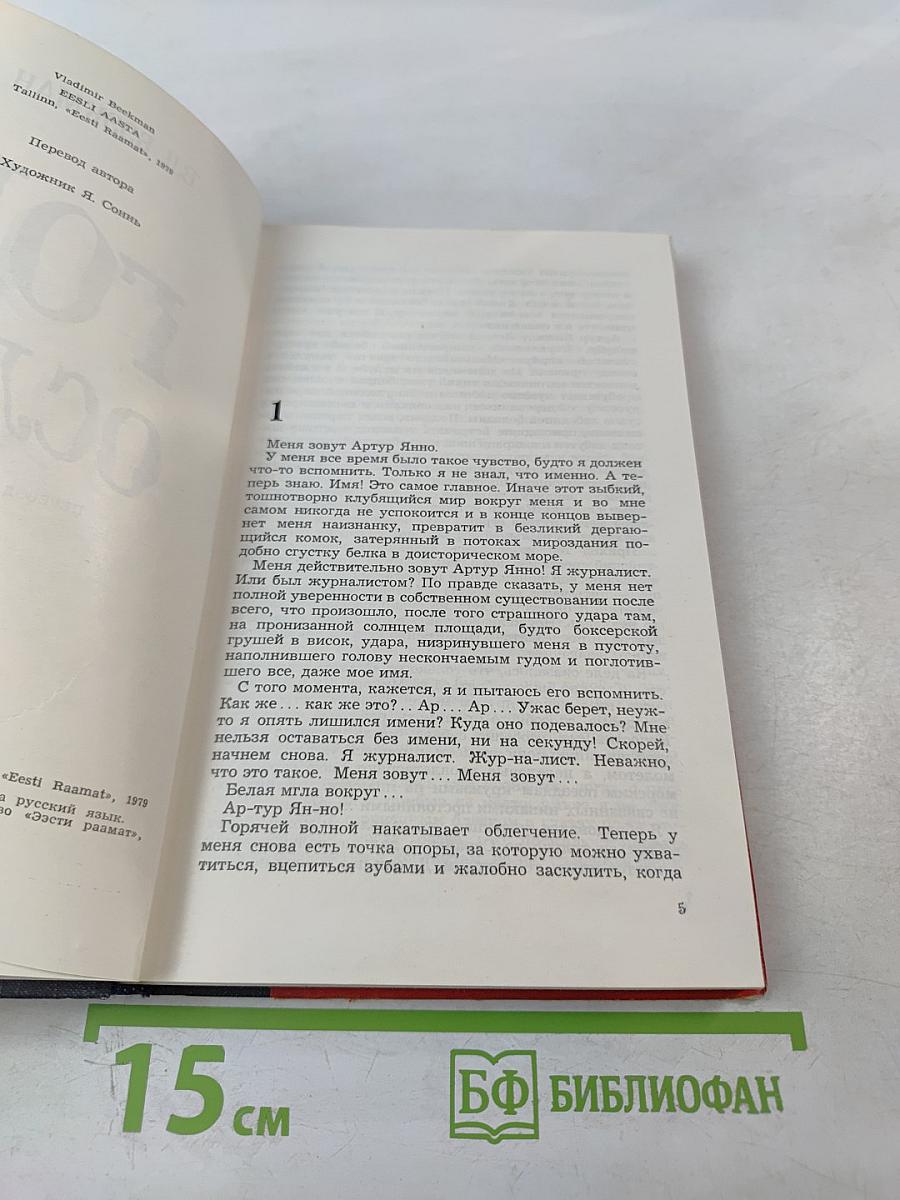 Vladimir Beekman
EESLI AASTA
Tallinn, «Eesti Raamat», 1979
Перевод автора
Художник Я. Соннь
«Eesti Raamat», 1979
а русский язык.
во «Ээсти раамат»,
1
Меня зовут Артур Янно.
У меня все время было такое чувство, будто я должен
что-то вспомнить. Только я не знал, что именно. А те-
перь знаю. Имя! Это самое главное. Иначе этот зыбкий,
тошнотворно клубящийся мир вокруг меня и во мне
самом никогда не успокоится и в конце концов вывер-
нет меня наизнанку, превратит в безликий дергаю-
щийся комок, затерянный в потоках мироздания по-
добно сгустку белка в доисторическом море.
Меня действительно зовут Артур Янно! Я журналист.
Или был журналистом? По правде сказать, у меня нет
полной уверенности в собственном существовании после
всего, что произошло, после того страшного удара там,
на пронизанной солнцем площади, будто боксерской
грушей в висок, удара, низринувшего меня в пустоту,
наполнившего голову нескончаемым гудом и поглотив-
шего все, даже мое имя.
С того момента, кажется, я и пытаюсь его вспомнить.
Как же... как же это?.. Ар... Ар... Ужас берет, неуж-
то я опять лишился имени? Куда оно подевалось? Мне
нельзя оставаться без имени, ни на секунду! Скорей,
начнем снова. Я журналист. Жур-на-лист. Неважно,
что это такое. Меня зовут... Меня зовут...
Белая мгла вокруг...
Ар-тур Ян-но!
Горячей волной накатывает облегчение. Теперь у
меня снова есть точка опоры, за которую можно ухва-
титься, вцепиться зубами и жалобно заскулить, когда
5
15 см
БФ БИБЛИОФАН